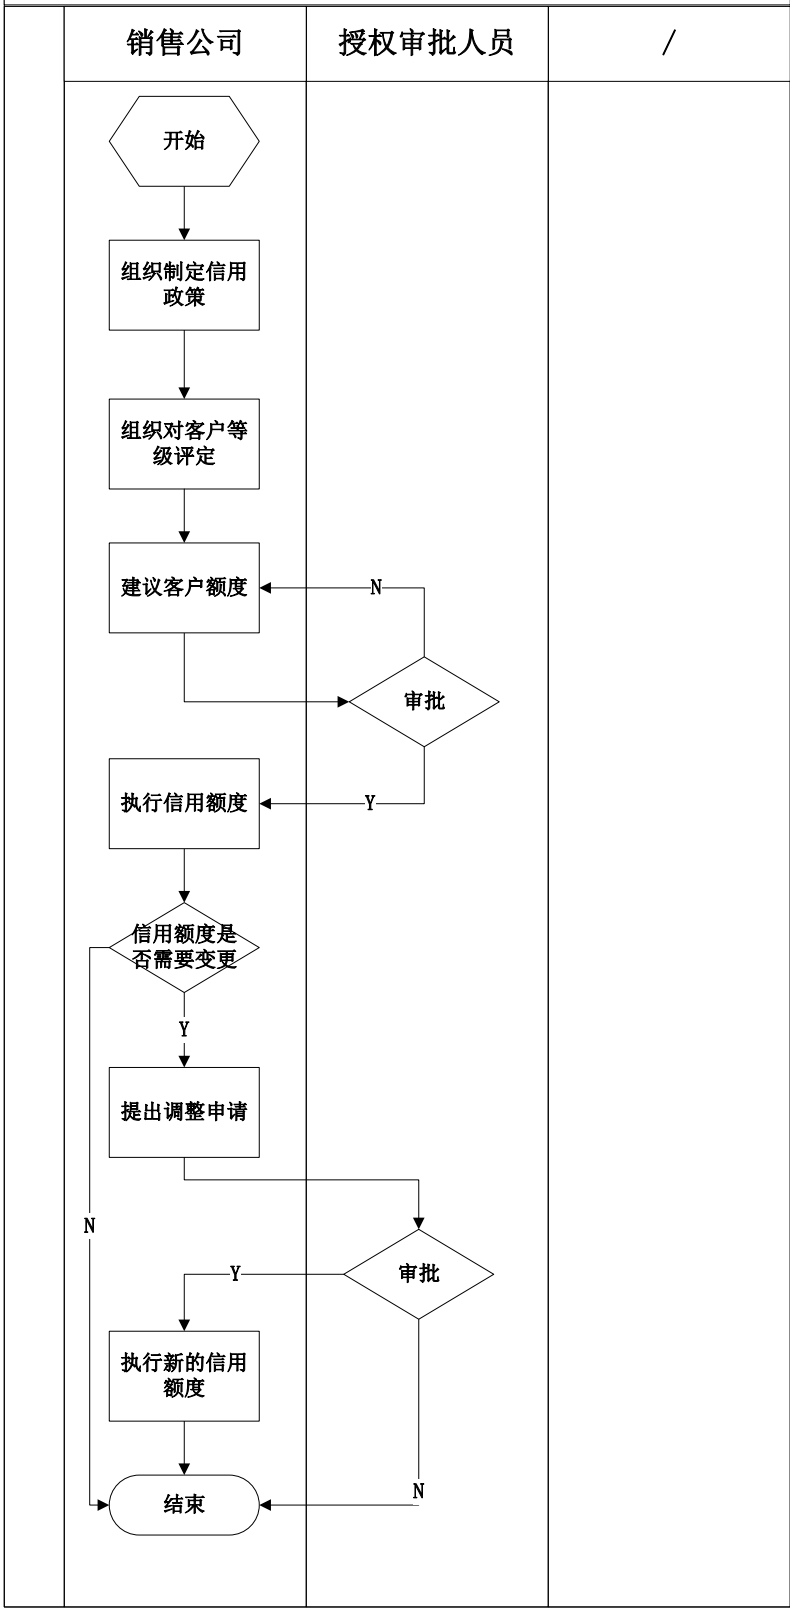 销售公司
授权审批人员
/
开始
组织制定信用
政策
组织对客户等
级评定
建议客户额度
N
审批
执行信用额度
Y
信用额度是
否需要变更
Y
提出调整申请
N
审批
Y
执行新的信用
额度
N
结束